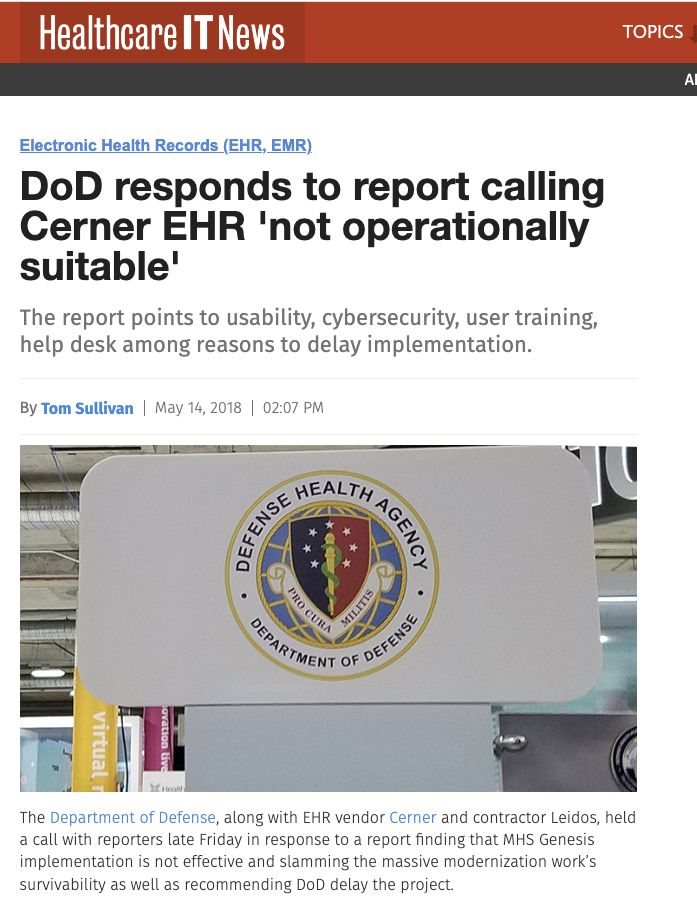 Healthcare IT News
TOPICS
Electronic Health Records (EHR, EMR)
DoD responds to report calling
Cerner EHR 'not operationally
suitable'
The report points to usability, cybersecurity, user training,
help desk among reasons to delay implementation.
By Tom Sullivan | May 14, 2018 | 02:07 PM
DEFENSE HEALTH AGENCY
PRO CURA MILITIS
DEPARTMENT OF DEFENSE
virtual
The Department of Defense, along with EHR vendor Cerner and contractor Leidos, held
a call with reporters late Friday in response to a report finding that MHS Genesis
implementation is not effective and slamming the massive modernization work's
survivability as well as recommending DoD delay the project.